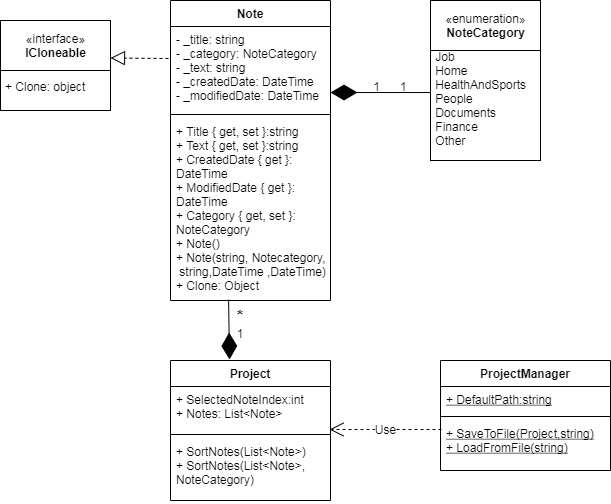 «interface»
ICloneable
+ Clone: object
Note
- _title: string
- _category: NoteCategory
- _text: string
- _createdDate: DateTime
- _modifiedDate: DateTime
+ Title { get, set }:string
+ Text { get, set }:string
+ CreatedDate { get }:
DateTime
+ ModifiedDate { get }:
DateTime
+ Category { get, set }:
NoteCategory
+ Note()
+ Note(string, Notecategory,
string,DateTime ,DateTime)
+ Clone: Object
1 1
«enumeration»
NoteCategory
Job
Home
HealthAndSports
People
Documents
Finance
Other
*
1
Project
+ SelectedNoteIndex:int
+ Notes: List<Note>
+ SortNotes(List<Note>)
+ SortNotes(List<Note>,
NoteCategory)
Use
ProjectManager
+ DefaultPath:string
+ SaveToFile(Project,string)
+ LoadFromFile(string)